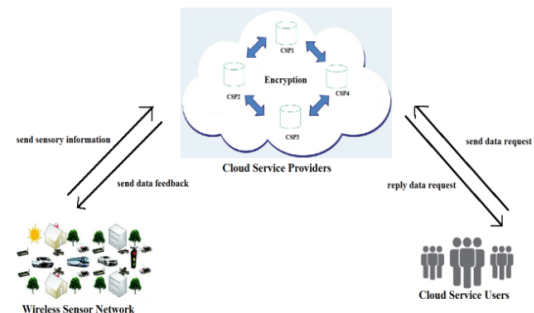 CSP1
Encryption
CSP2
CSP4
CSP3
Cloud Service Providers
send sensory information
send data feedback
send data request
reply data request
Wireless Sensor Network
Cloud Service Users